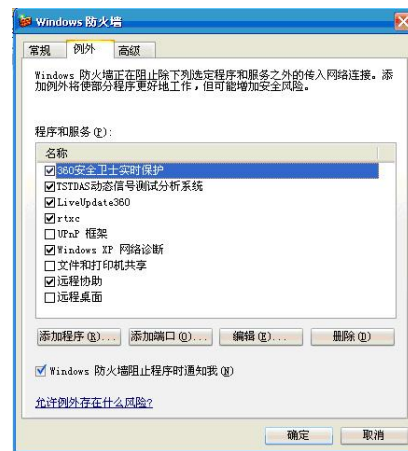 Windows 防火墙
常规 例外 高级
Windows 防火墙正在阻止除下列选定程序和服务之外的传入网络连接。添
加例外将使部分程序更好地工作，但可能增加安全风险。
程序和服务(P):
名称
360安全卫士实时保护
TSTDAS动态信号测试分析系统
LiveUpdate360
rtxc
UPnP 框架
Windows XP 网络诊断
文件和打印机共享
远程协助
远程桌面
添加程序(R)... 添加端口(O)... 编辑(E)... 删除(D)
Windows 防火墙阻止程序时通知我(N)
允许例外存在什么风险?
确定 取消